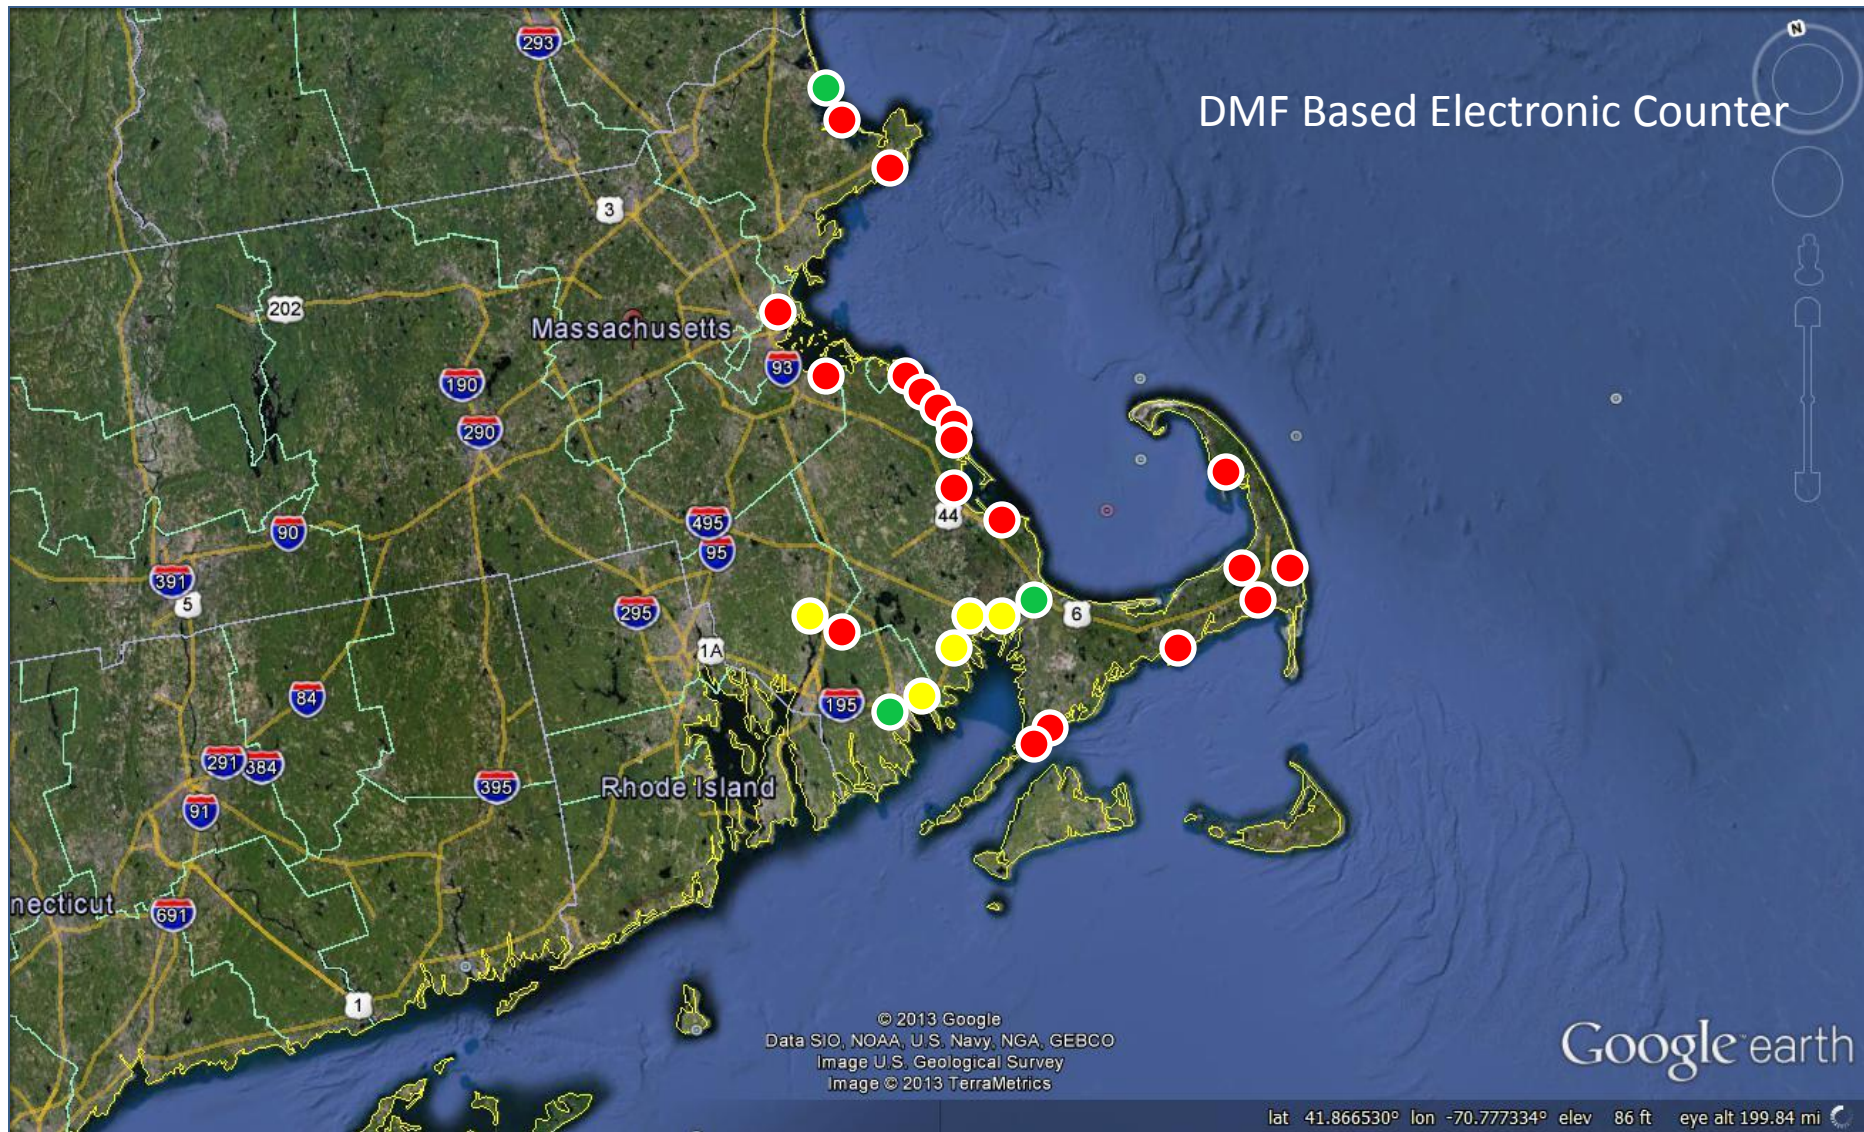 293
N
DMF Based Electronic Counter
3
202
Massachusetts
93
190
290
495
44
90
95
391
5
295
6
1A
84
195
291
384
395
Rhode Island
91
necticut
691
1
© 2013 Google
Data SIO, NOAA, U.S. Navy, NGA, GEBCO
Image U.S. Geological Survey
Image © 2013 TerraMetrics
Google earth
lat 41.866530° lon -70.777334° elev 86 ft eye alt 199.84 mi